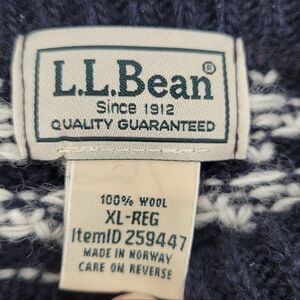 L.L.Bean®
Since 1912
QUALITY GUARANTEED
100% WOOL
XL-REG
ItemID 259447
MADE IN NORWAY
CARE ON REVERSE